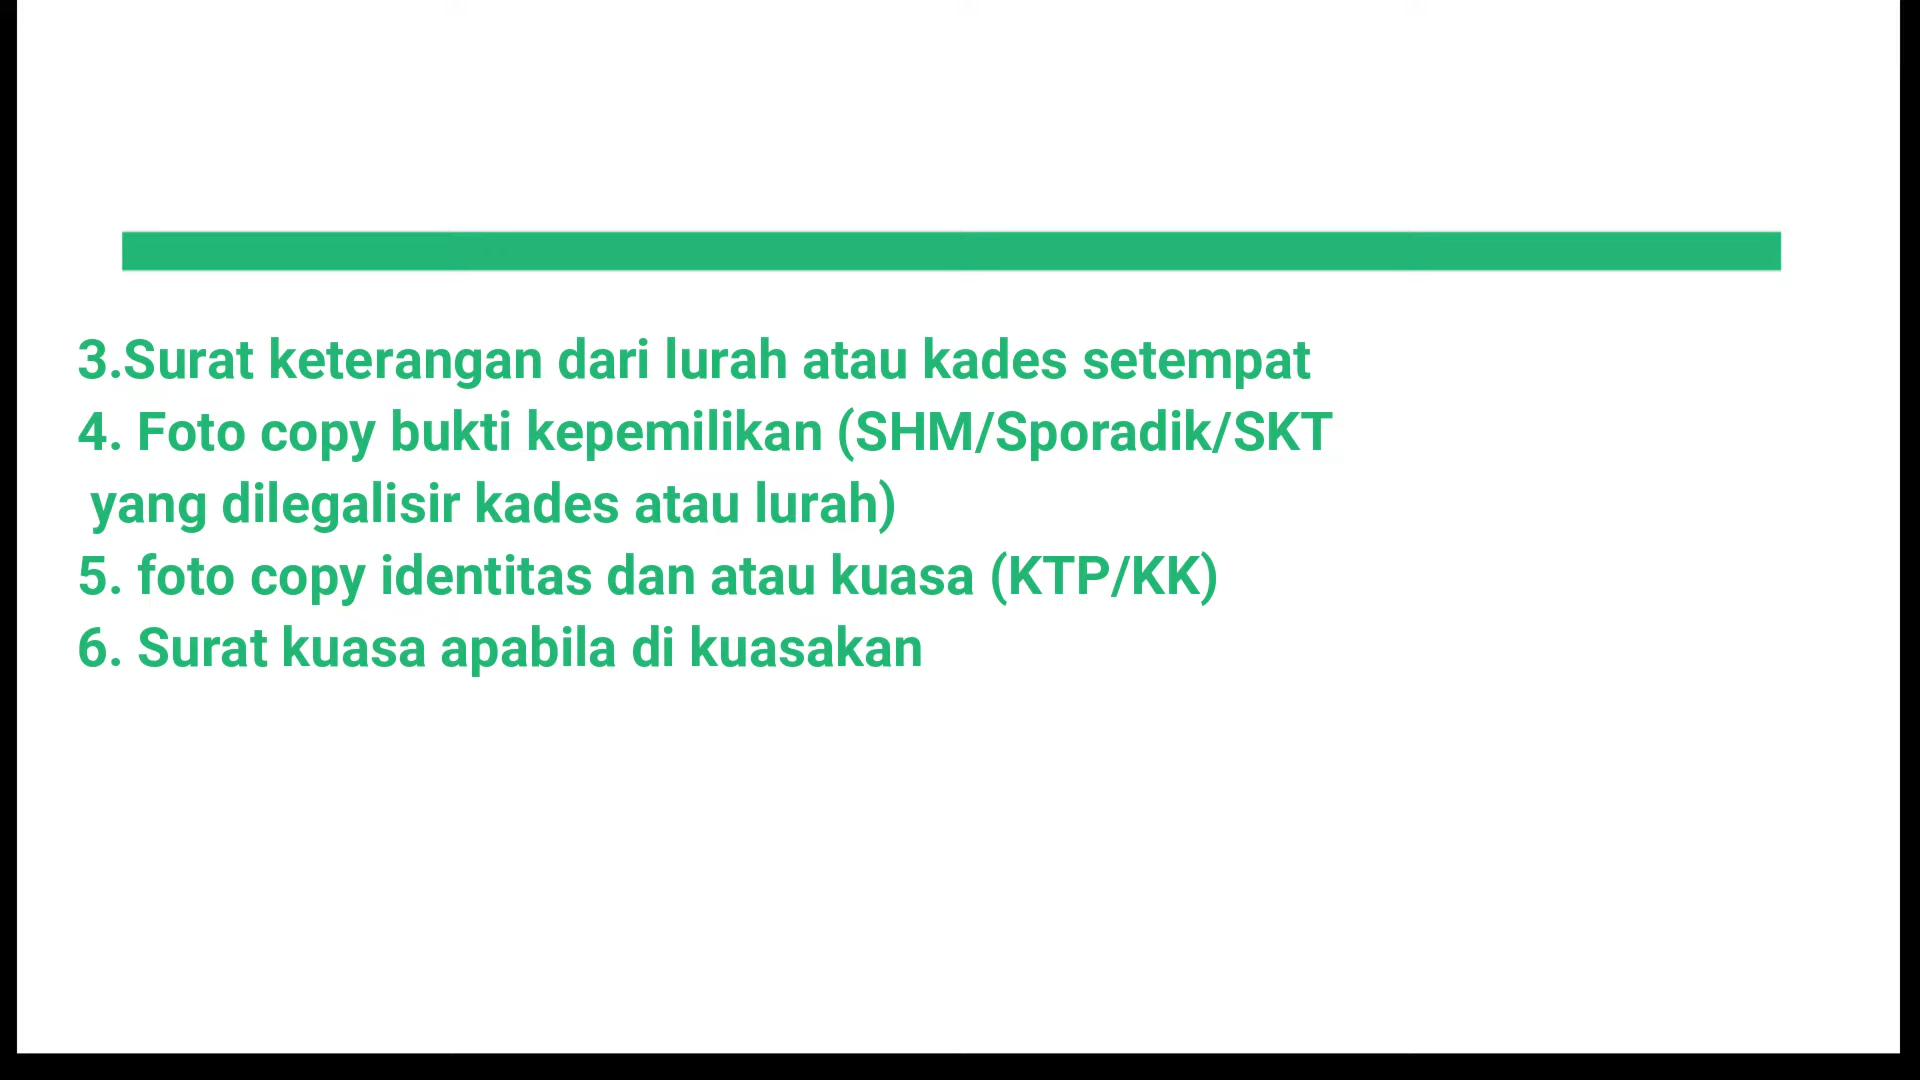 3.Surat keterangan dari lurah atau kades setempat
4. Foto copy bukti kepemilikan (SHM/Sporadik/SKT
yang dilegalisir kades atau lurah)
5. foto copy identitas dan atau kuasa (KTP/KK)
6. Surat kuasa apabila di kuasakan